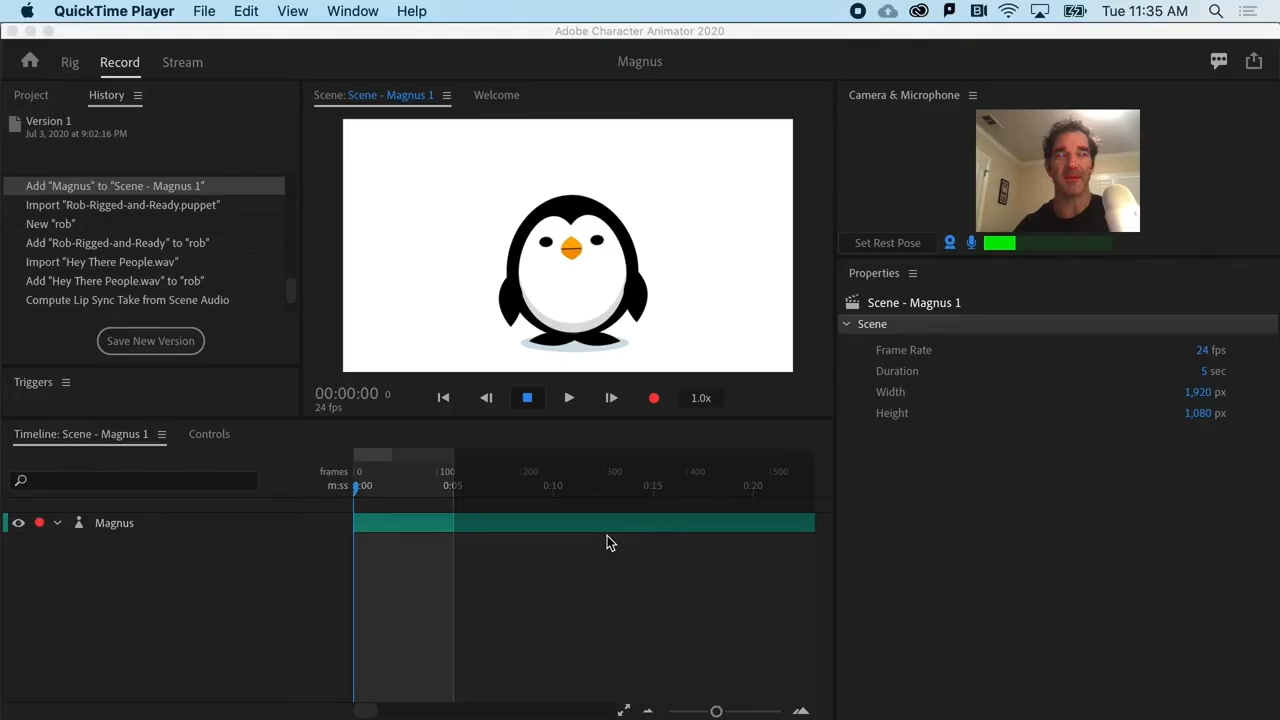 QuickTime Player File Edit View Window Help Tue 11:35 AM
Adobe Character Animator 2020
Rig Record Stream Magnus
Project History
Version 1
Jul 3, 2020 at 9:02:16 PM
Add "Magnus" to "Scene - Magnus 1"
Import "Rob-Rigged-and-Ready.puppet"
New "rob"
Add "Rob-Rigged-and-Ready" to "rob"
Import "Hey There People.wav"
Add "Hey There People.wav" to "rob"
Compute Lip Sync Take from Scene Audio
Save New Version
Triggers
Scene: Scene - Magnus 1 Welcome
00:00:00 0
24 fps
1.0x
Camera & Microphone
Set Rest Pose
Properties
Scene - Magnus 1
Scene
Frame Rate 24 fps
Duration 5 sec
Width 1,920 px
Height 1,080 px
Timeline: Scene - Magnus 1 Controls
frames 0 100 200 300 400 500
m:ss 0:00 0:05 0:10 0:15 0:20
Magnus